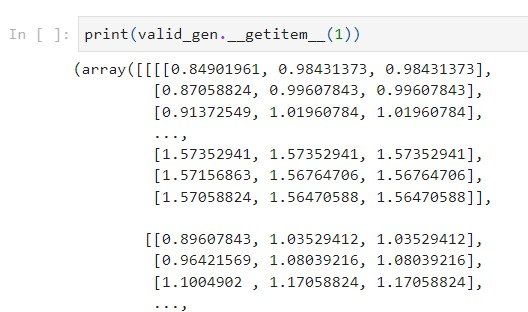 In [ ]: print(valid_gen.__getitem__(1))
(array([[[[0.84901961, 0.98431373, 0.98431373],
[0.87058824, 0.99607843, 0.99607843],
[0.91372549, 1.01960784, 1.01960784],
...,
[1.57352941, 1.57352941, 1.57352941],
[1.57156863, 1.56764706, 1.56764706],
[1.57058824, 1.56470588, 1.56470588]],
[[0.89607843, 1.03529412, 1.03529412],
[0.96421569, 1.08039216, 1.08039216],
[1.1004902 , 1.17058824, 1.17058824],
...,